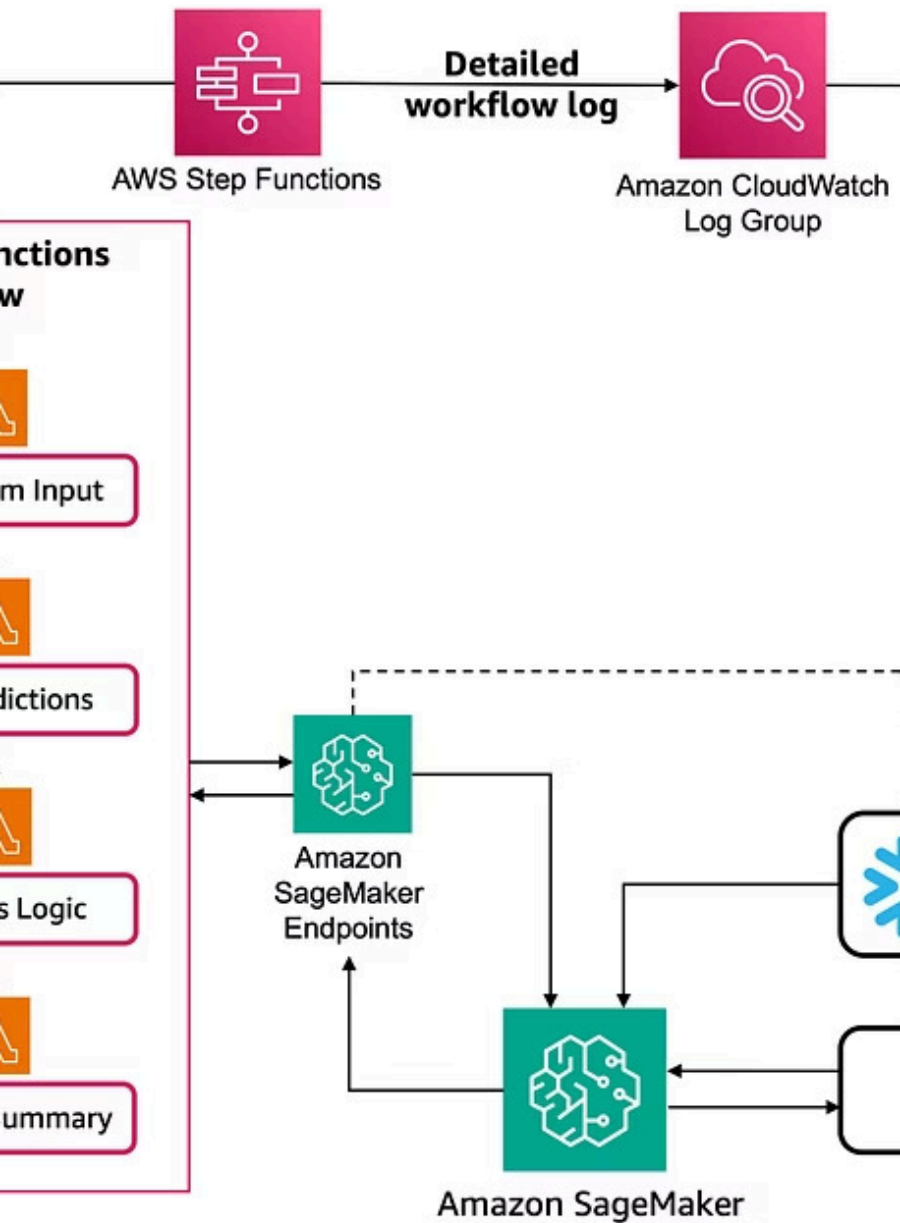 Detailed
workflow log
AWS Step Functions
Amazon CloudWatch
Log Group
nctions
w
m Input
dictions
s Logic
ummary
Amazon
SageMaker
Endpoints
Amazon SageMaker